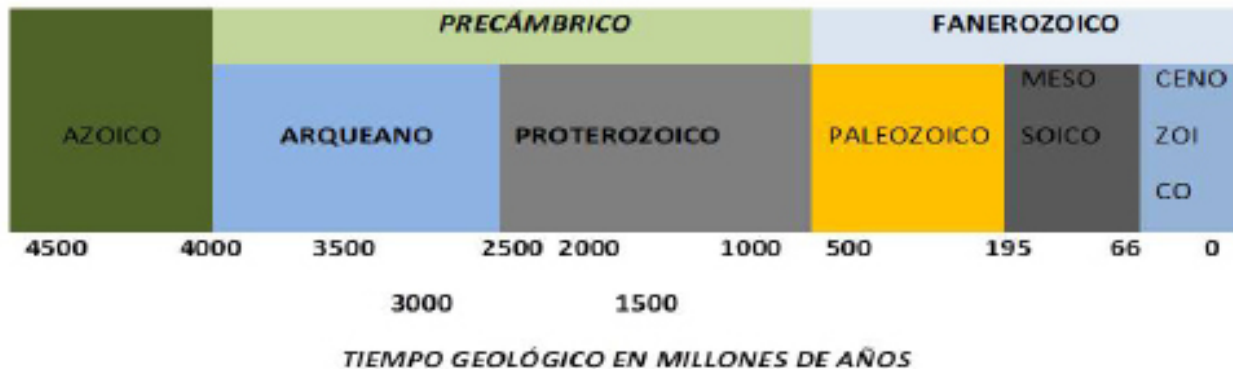 PRECÁMBRICO FANEROZOICO
AZOICO ARQUEANO PROTEROZOICO PALEOZOICO MESO SOICO CENO ZOI CO
4500 4000 3500 2500 2000 1000 500 195 66 0
3000 1500
TIEMPO GEOLÓGICO EN MILLONES DE AÑOS